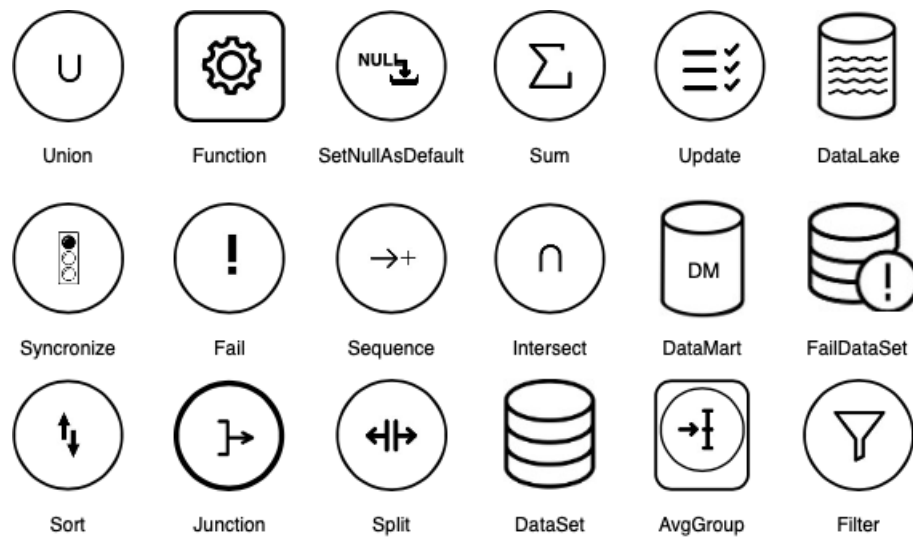 NULL
Union Function SetNullAsDefault Sum Update DataLake
DM
Syncronize Fail Sequence Intersect DataMart FailDataSet
Sort Junction Split DataSet AvgGroup Filter